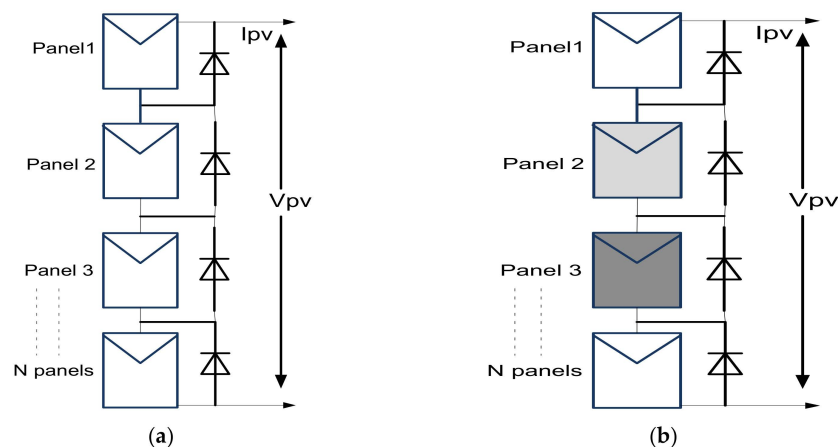 Panel1
Ipv
Panel 2
Vpv
Panel 3
N panels
(a)
Panel1
Ipv
Panel 2
Vpv
Panel 3
N panels
(b)